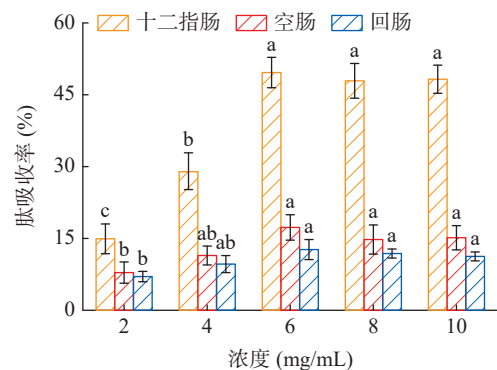 60
45
30
15
0
肽吸收率 (%)
十二指肠 空肠 回肠
c b b
b ab ab
a a a
a a a
a a a
2 4 6 8 10
浓度 (mg/mL)